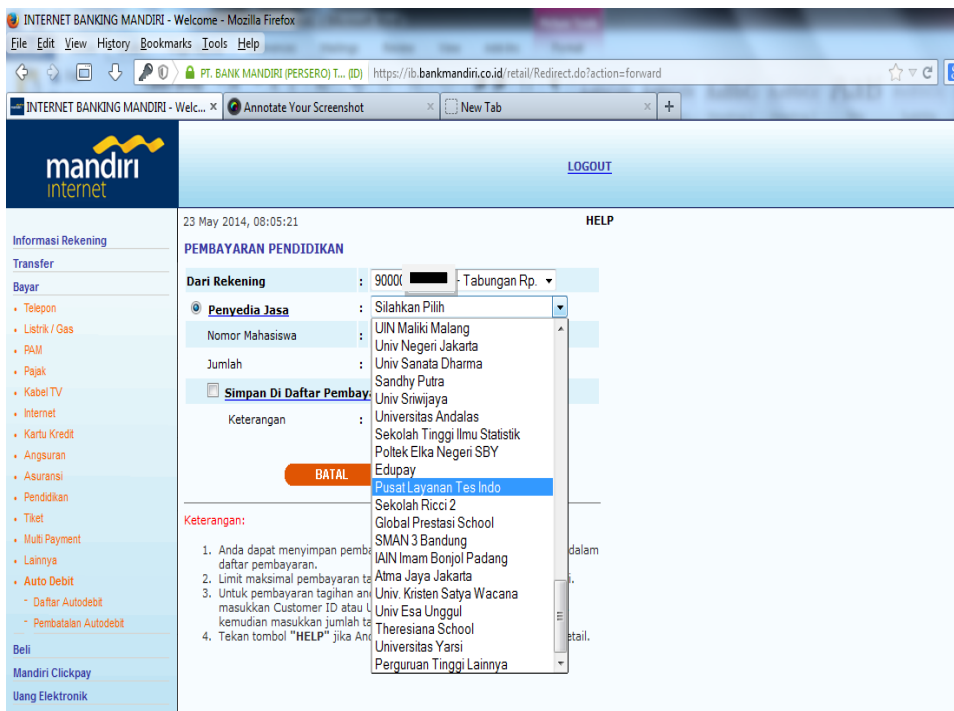 INTERNET BANKING MANDIRI - Welcome - Mozilla Firefox
File Edit View History Bookmarks Tools Help
PT. BANK MANDIRI (PERSERO) T... (ID) https://ib.bankmandiri.co.id/retail/Redirect.do?action=forward
INTERNET BANKING MANDIRI - Welc... × Annotate Your Screenshot × New Tab × +
mandiri
internet
LOGOUT
23 May 2014, 08:05:21 HELP
Informasi Rekening
Transfer
Bayar
Telepon
Listrik / Gas
PAM
Pajak
Kabel TV
Internet
Kartu Kredit
Angsuran
Asuransi
Pendidikan
Tiket
Multi Payment
Lainnya
Auto Debit
Daftar Autodebit
Pembatalan Autodebit
Beli
Mandiri Clickpay
Uang Elektronik
PEMBAYARAN PENDIDIKAN
Dari Rekening : 9000 - Tabungan Rp.
Penyedia Jasa : Silahkan Pilih
Nomor Mahasiswa :
Jumlah :
Simpan Di Daftar Pembay
Keterangan :
BATAL
UIN Maliki Malang
Univ Negeri Jakarta
Univ Sanata Dharma
Sandhy Putra
Univ Sriwijaya
Universitas Andalas
Sekolah Tinggi Ilmu Statistik
Poltek Elka Negeri SBY
Edupay
Pusat Layanan Tes Indo
Sekolah Ricci 2
Global Prestasi School
SMAN 3 Bandung
IAIN Imam Bonjol Padang
Atma Jaya Jakarta
Univ. Kristen Satya Wacana
Univ Esa Unggul
Theresiana School
Universitas Yarsi
Perguruan Tinggi Lainnya
Keterangan:
1. Anda dapat menyimpan pemba dalam
daftar pembayaran.
2. Limit maksimal pembayaran ta i.
3. Untuk pembayaran tagihan an
masukkan Customer ID atau
kemudian masukkan jumlah ta
4. Tekan tombol "HELP" jika And etail.